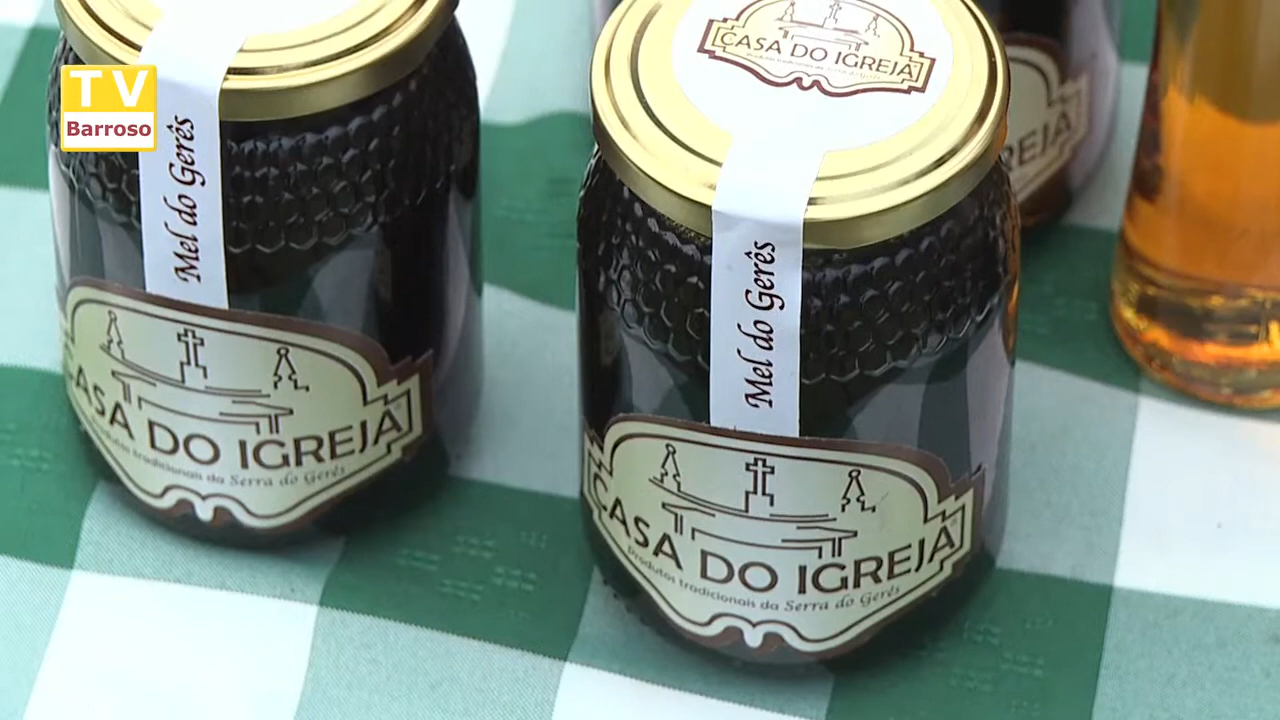 TV
Barroso
Mel do Gerês
CASA DO IGREJA
Produtos tradicionais da Serra do Gerês
CASA DO IGREJA
Mel do Gerês
CASA DO IGREJA
Produtos tradicionais da Serra do Gerês